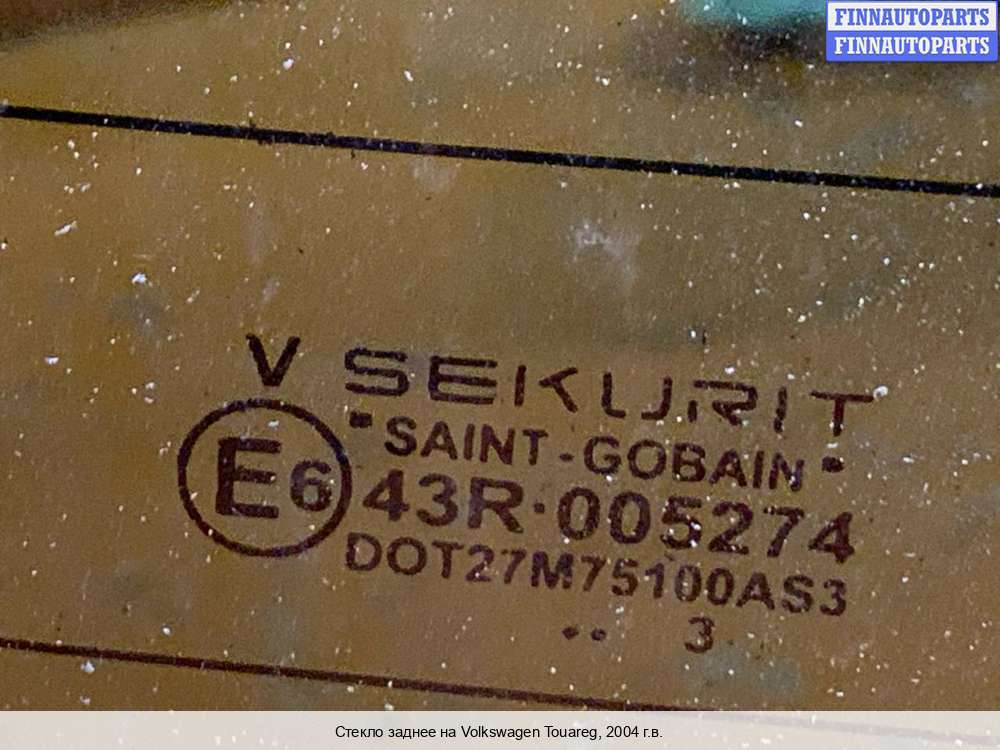 FINNAUTOPARTS
FINNAUTOPARTS
V SEKURIT
SAINT-GOBAIN
E6 43R·005274
DOT27M75100AS3
·· 3
Стекло заднее на Volkswagen Touareg, 2004 г.в.